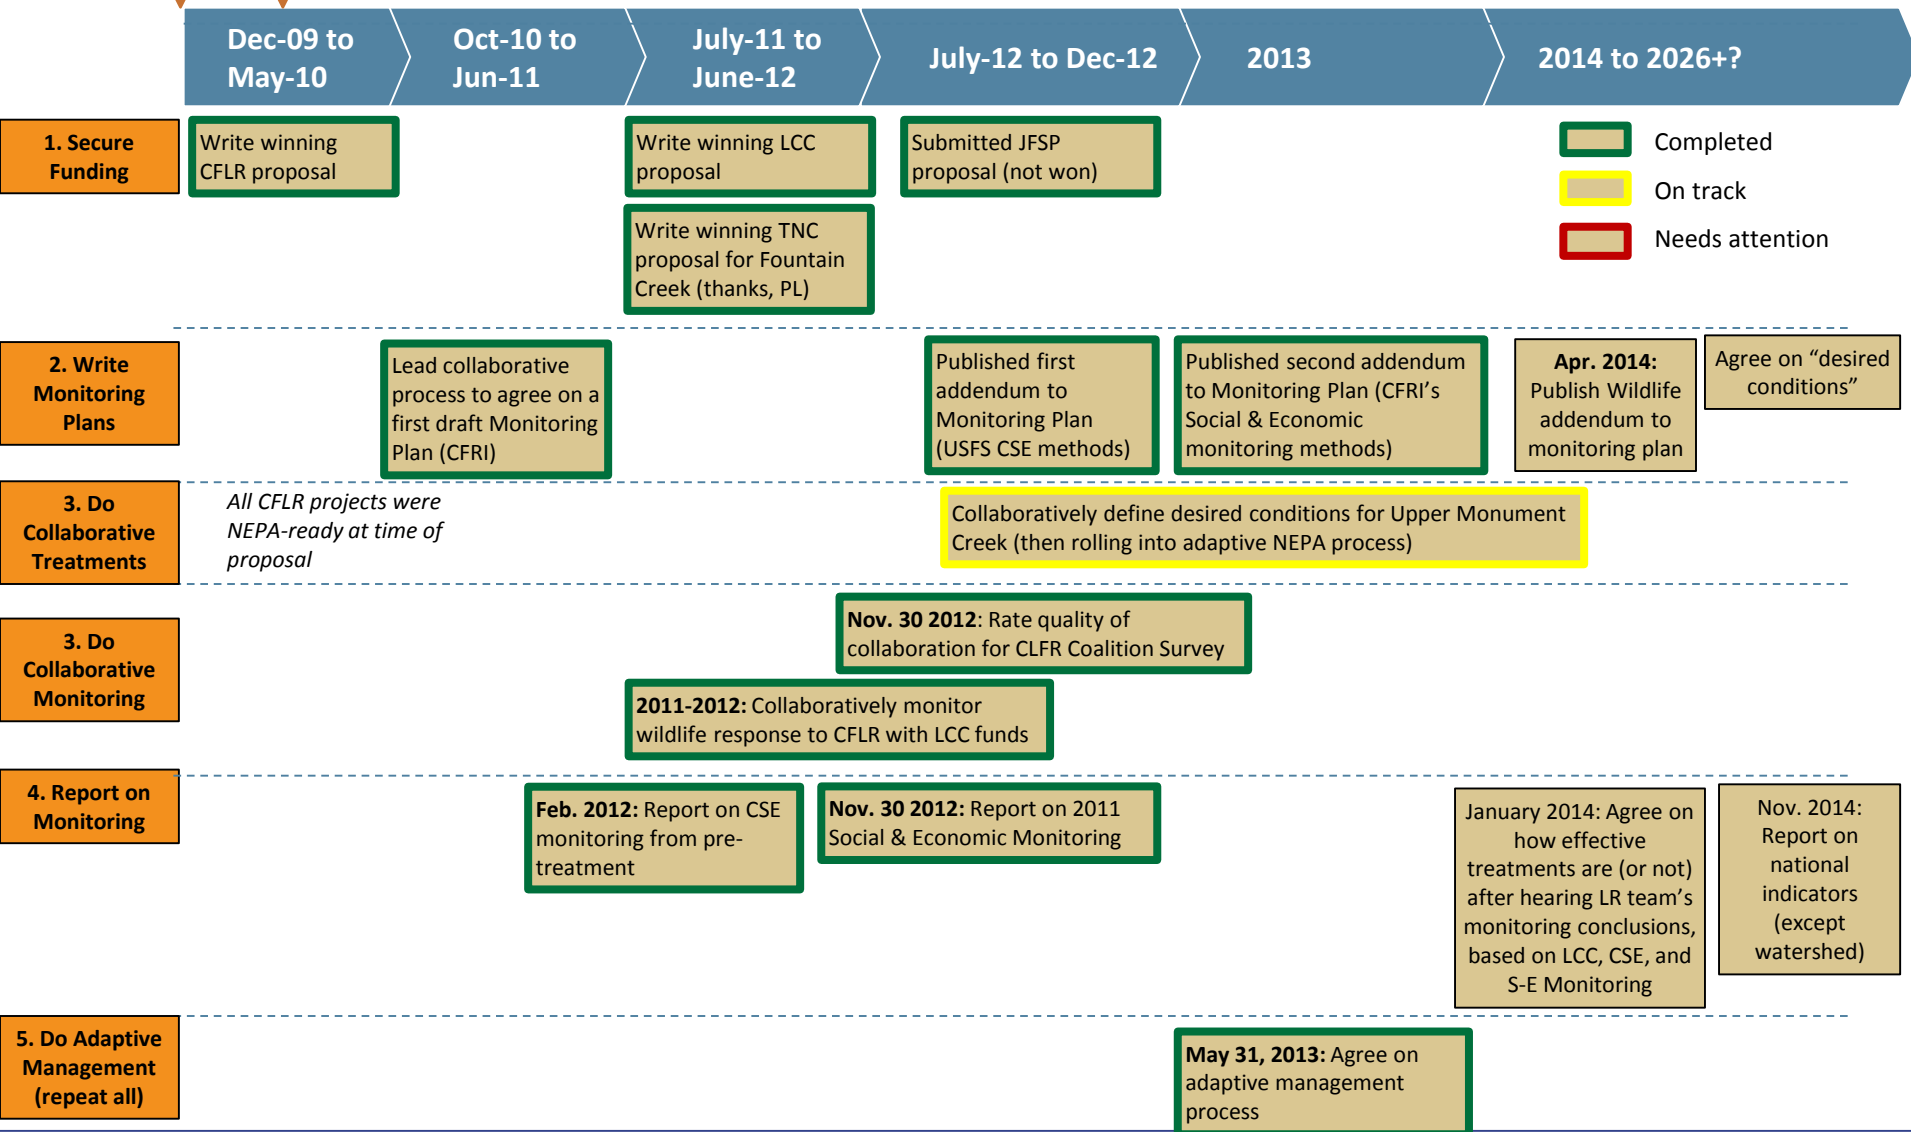 Dec-09 to
May-10
Oct-10 to
Jun-11
July-11 to
June-12
July-12 to Dec-12
2013
2014 to 2026+?
1. Secure
Funding
Write winning
CFLR proposal
Write winning LCC
proposal
Submitted JFSP
proposal (not won)
Completed
On track
Needs attention
Write winning TNC
proposal for Fountain
Creek (thanks, PL)
2. Write
Monitoring
Plans
Lead collaborative
process to agree on a
first draft Monitoring
Plan (CFRI)
Published first
addendum to
Monitoring Plan
(USFS CSE methods)
Published second addendum
to Monitoring Plan (CFRI’s
Social & Economic
monitoring methods)
Apr. 2014:
Publish Wildlife
addendum to
monitoring plan
Agree on “desired
conditions”
3. Do
Collaborative
Treatments
All CFLR projects were
NEPA-ready at time of
proposal
Collaboratively define desired conditions for Upper Monument
Creek (then rolling into adaptive NEPA process)
3. Do
Collaborative
Monitoring
Nov. 30 2012: Rate quality of
collaboration for CLFR Coalition Survey
2011-2012: Collaboratively monitor
wildlife response to CFLR with LCC funds
4. Report on
Monitoring
Feb. 2012: Report on CSE
monitoring from pre-
treatment
Nov. 30 2012: Report on 2011
Social & Economic Monitoring
January 2014: Agree on
how effective
treatments are (or not)
after hearing LR team’s
monitoring conclusions,
based on LCC, CSE, and
S-E Monitoring
Nov. 2014:
Report on
national
indicators
(except
watershed)
5. Do Adaptive
Management
(repeat all)
May 31, 2013: Agree on
adaptive management
process